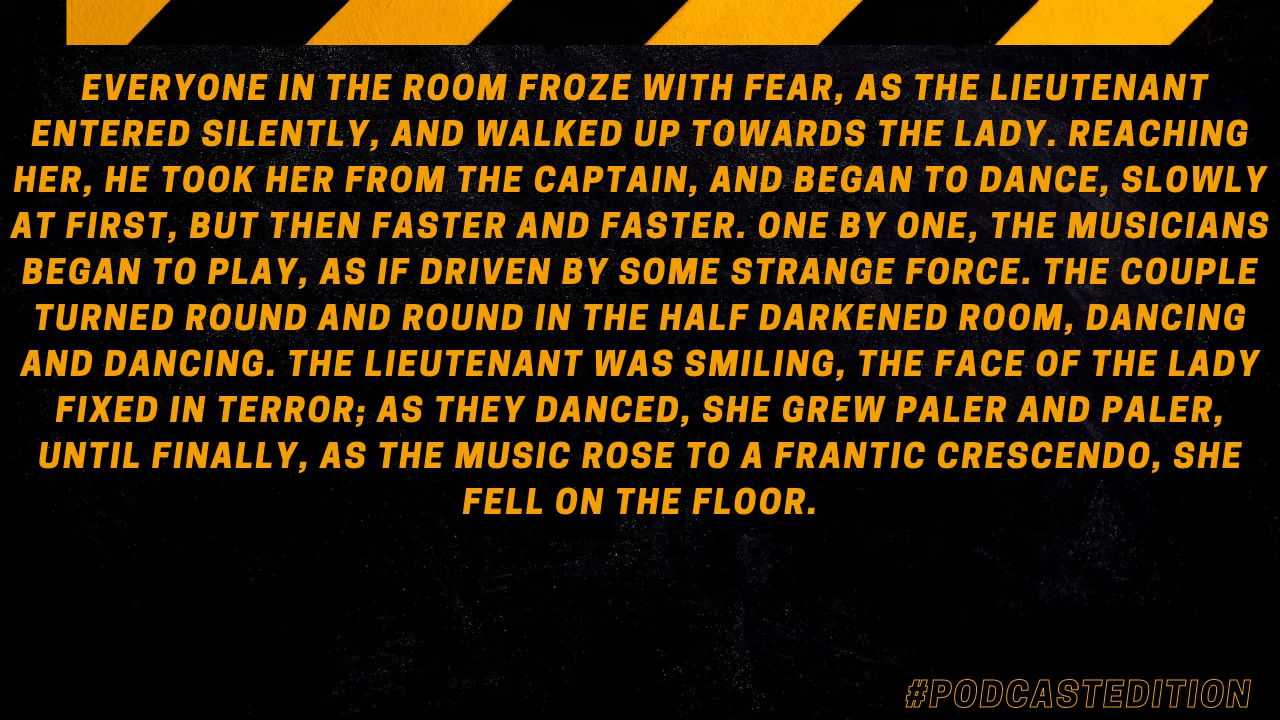 EVERYONE IN THE ROOM FROZE WITH FEAR, AS THE LIEUTENANT
ENTERED SILENTLY, AND WALKED UP TOWARDS THE LADY. REACHING
HER, HE TOOK HER FROM THE CAPTAIN, AND BEGAN TO DANCE, SLOWLY
AT FIRST, BUT THEN FASTER AND FASTER. ONE BY ONE, THE MUSICIANS
BEGAN TO PLAY, AS IF DRIVEN BY SOME STRANGE FORCE. THE COUPLE
TURNED ROUND AND ROUND IN THE HALF DARKENED ROOM, DANCING
AND DANCING. THE LIEUTENANT WAS SMILING, THE FACE OF THE LADY
FIXED IN TERROR; AS THEY DANCED, SHE GREW PALER AND PALER,
UNTIL FINALLY, AS THE MUSIC ROSE TO A FRANTIC CRESCENDO, SHE
FELL ON THE FLOOR.
#PODCASTEDITION